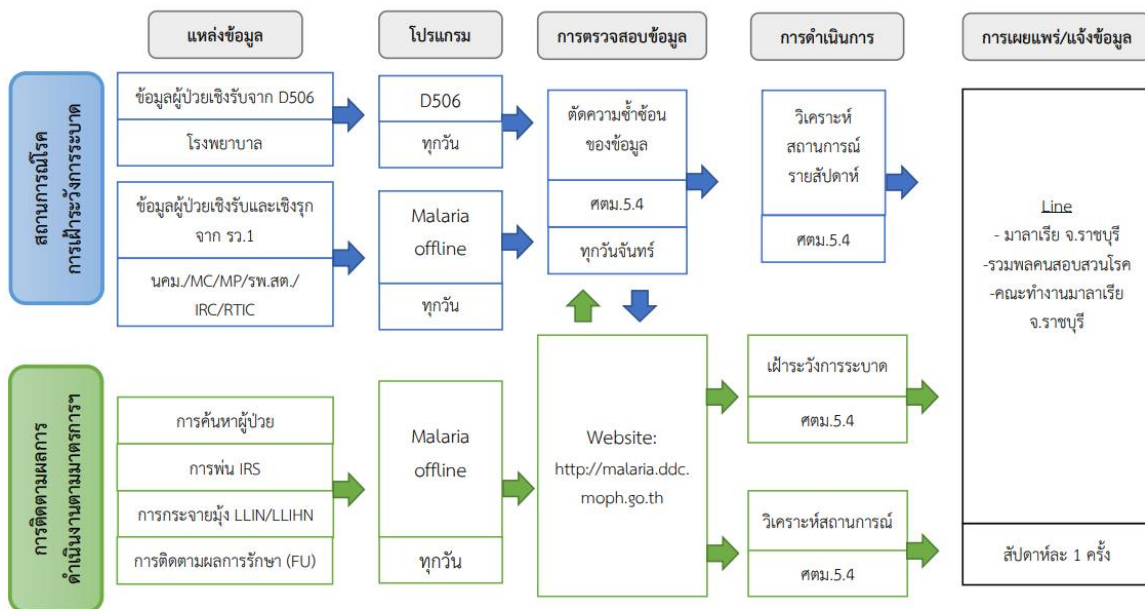 แหล่งข้อมูล
โปรแกรม
การตรวจสอบข้อมูล
การดำเนินการ
การเผยแพร่/แจ้งข้อมูล
สถานการณ์โรค
การเฝ้าระวังการระบาด
ข้อมูลผู้ป่วยเชิงรับจาก D506
โรงพยาบาล
D506
ทุกวัน
ข้อมูลผู้ป่วยเชิงรับและเชิงรุก
จาก รว.1
นคม./MC/MP/รพ.สต./
IRC/RTIC
Malaria
offline
ทุกวัน
ตัดความซ้ำซ้อน
ของข้อมูล
ศตม.5.4
ทุกวันจันทร์
วิเคราะห์
สถานการณ์
รายสัปดาห์
ศตม.5.4
Line
- มาลาเรีย จ.ราชบุรี
-รวมพลคนสอบสวนโรค
-คณะทำงานมาลาเรีย
จ.ราชบุรี
การติดตามผลการ
ดำเนินงานตามมาตรการฯ
การค้นหาผู้ป่วย
การพ่น IRS
การกระจายมุ้ง LLIN/LLIHN
การติดตามผลการรักษา (FU)
Malaria
offline
ทุกวัน
Website:
http://malaria.ddc.
moph.go.th
เฝ้าระวังการระบาด
ศตม.5.4
วิเคราะห์สถานการณ์
ศตม.5.4
สัปดาห์ละ 1 ครั้ง